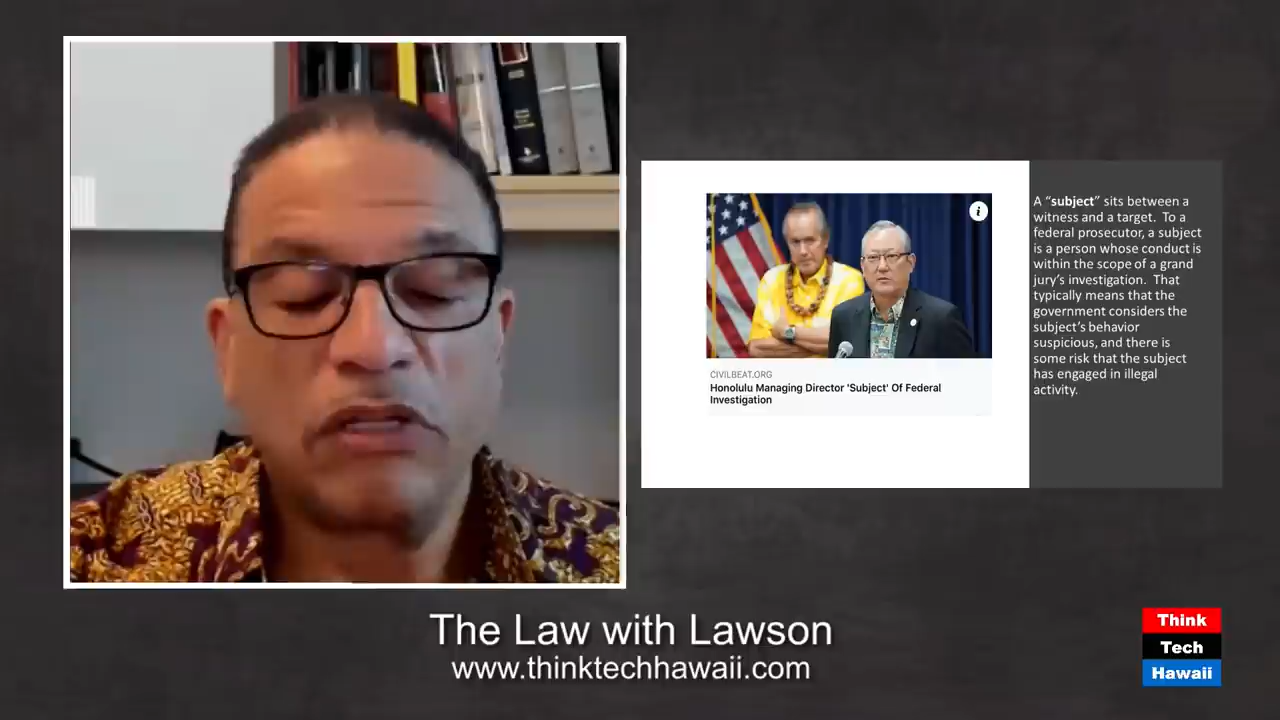 A “subject” sits between a
witness and a target. To a
federal prosecutor, a subject
is a person whose conduct is
within the scope of a grand
jury's investigation. That
typically means that the
government considers the
subject's behavior
suspicious, and there is
some risk that the subject
has engaged in illegal
activity.
i
CIVILBEAT.ORG
Honolulu Managing Director 'Subject' Of Federal
Investigation
The Law with Lawson
www.thinktechhawaii.com
Think
Tech
Hawaii